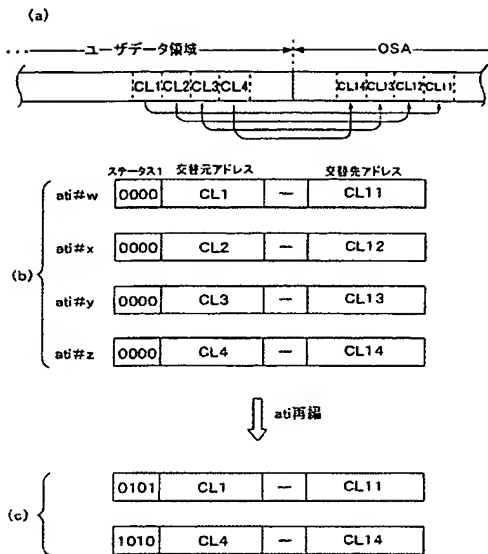 (a)
… ユーザデータ領域 OSA
CL1 CL2 CL3 CL4 CL14 CL13 CL12 CL11
ステータス1 交替元アドレス 交替先アドレス
ati#w 0000 CL1 — CL11
ati#x 0000 CL2 — CL12
(b)
ati#y 0000 CL3 — CL13
ati#z 0000 CL4 — CL14
ati再編
0101 CL1 — CL11
(c)
1010 CL4 — CL14